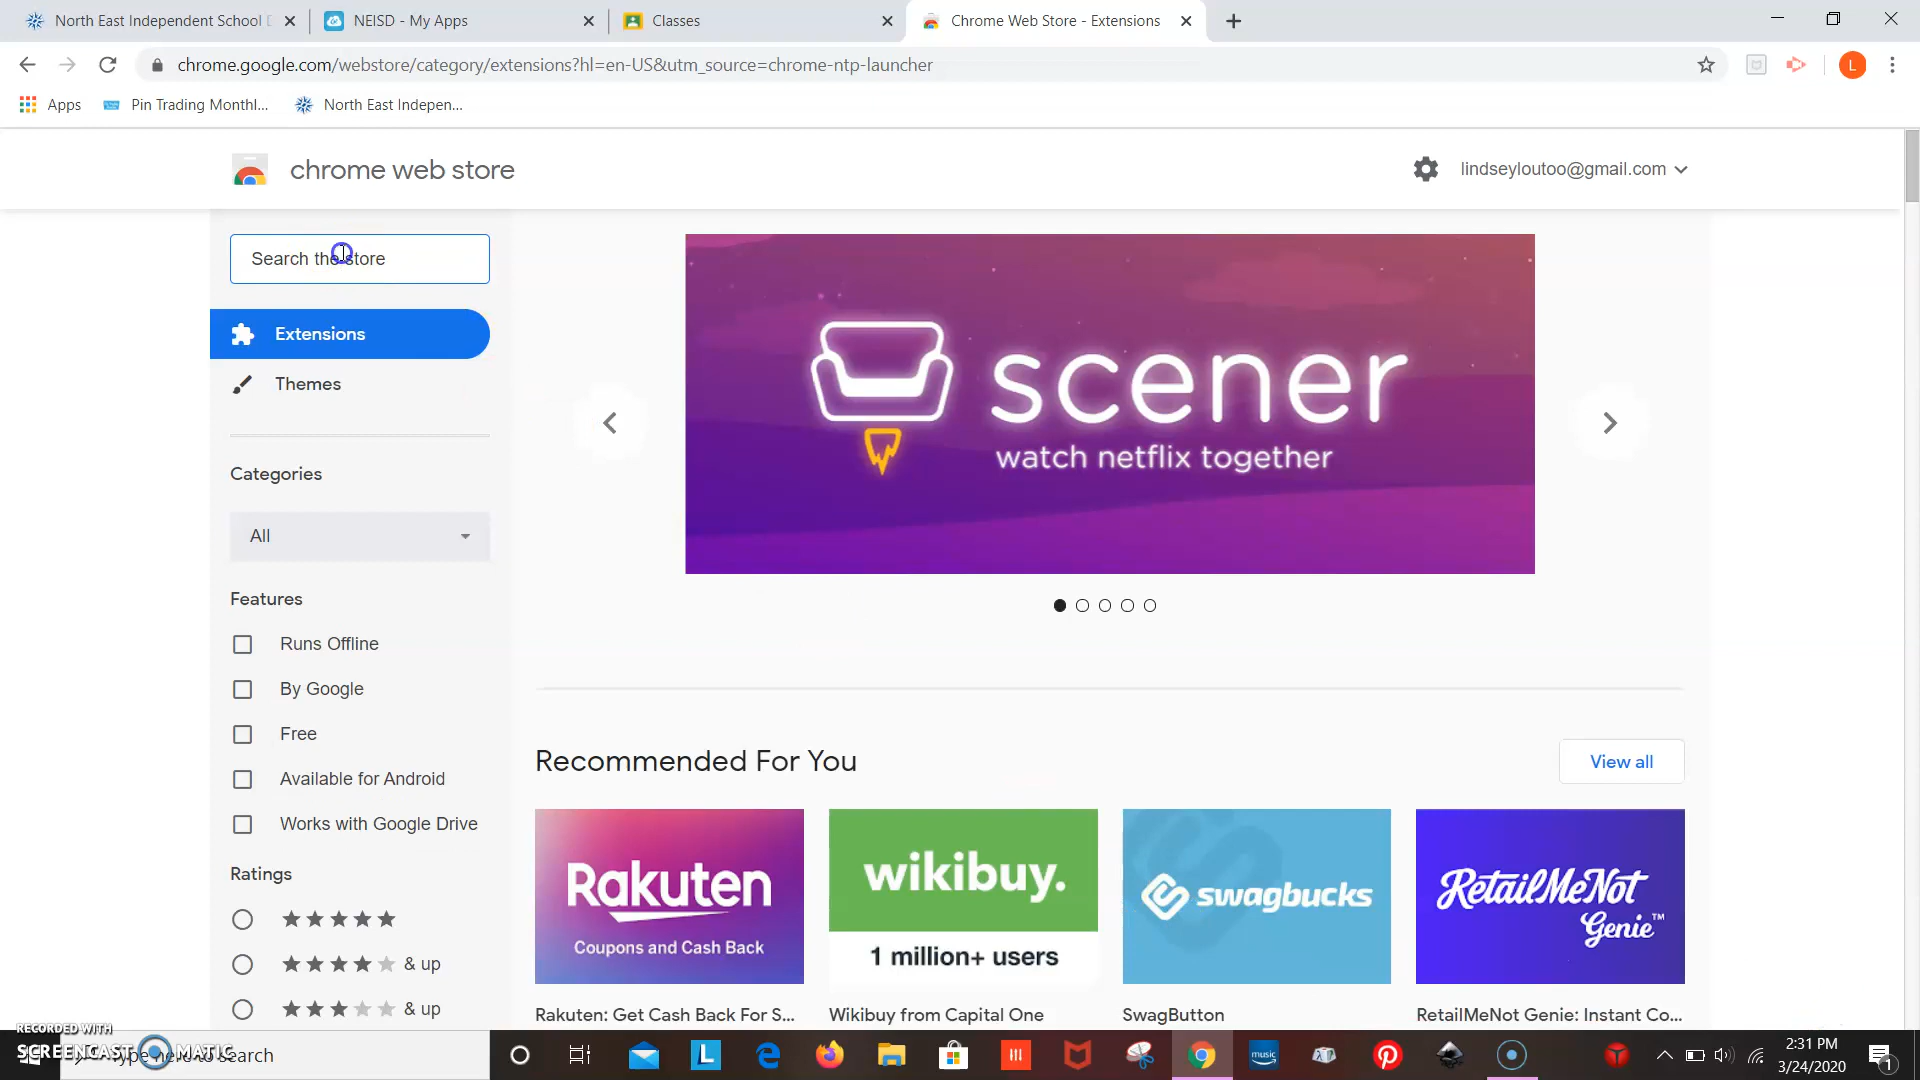 North East Independent School D
NEISD - My Apps
Classes
Chrome Web Store - Extensions
chrome.google.com/webstore/category/extensions?hl=en-US&utm_source=chrome-ntp-launcher
L
Apps
Pin Trading Monthl...
North East Indepen...
chrome web store
lindseyloutoo@gmail.com
Search the store
Extensions
Themes
Categories
All
Features
Runs Offline
By Google
Free
Available for Android
Works with Google Drive
Ratings
& up
& up
scener
watch netflix together
Recommended For You
View all
Rakuten
Coupons and Cash Back
wikibuy.
1 million+ users
swagbucks
RetailMeNot
Genie™
Rakuten: Get Cash Back For S...
Wikibuy from Capital One
SwagButton
RetailMeNot Genie: Instant Co...
RECORDED WITH
SCREENCAST MATIC
Type here to search
L
music
2:31 PM
3/24/2020
1